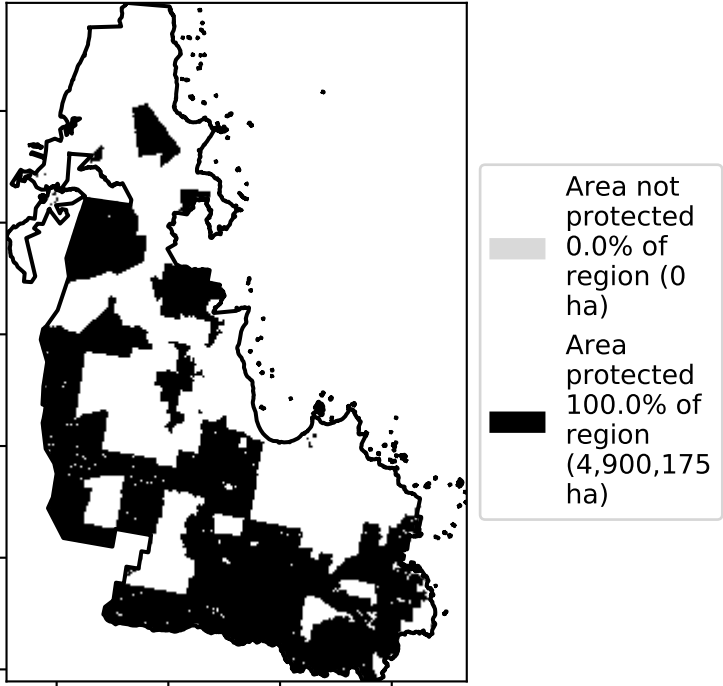 Area not
protected
0.0% of
region (0
ha)
Area
protected
100.0% of
region
(4,900,175
ha)